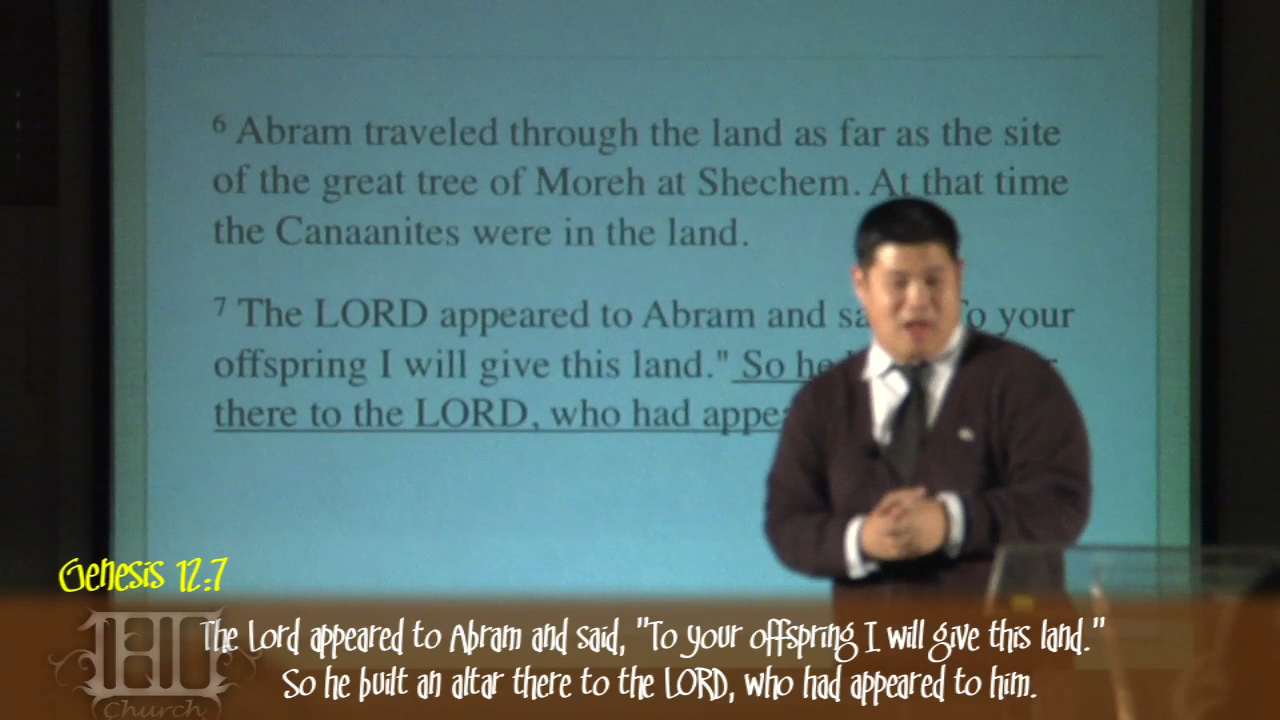 6 Abram traveled through the land as far as the site
of the great tree of Moreh at Shechem. At that time
the Canaanites were in the land.
7 The LORD appeared to Abram and sa To your
offspring I will give this land." So he
there to the LORD, who had appea
Genesis 12:7
The Lord appeared to Abram and said, "To your offspring I will give this land."
So he built an altar there to the LORD, who had appeared to him.
Church